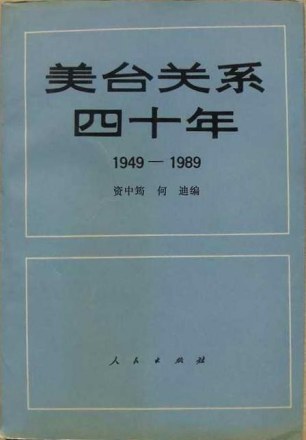 美台关系
四十年
1949—1989
资中筠 何 迪编
人民出版社